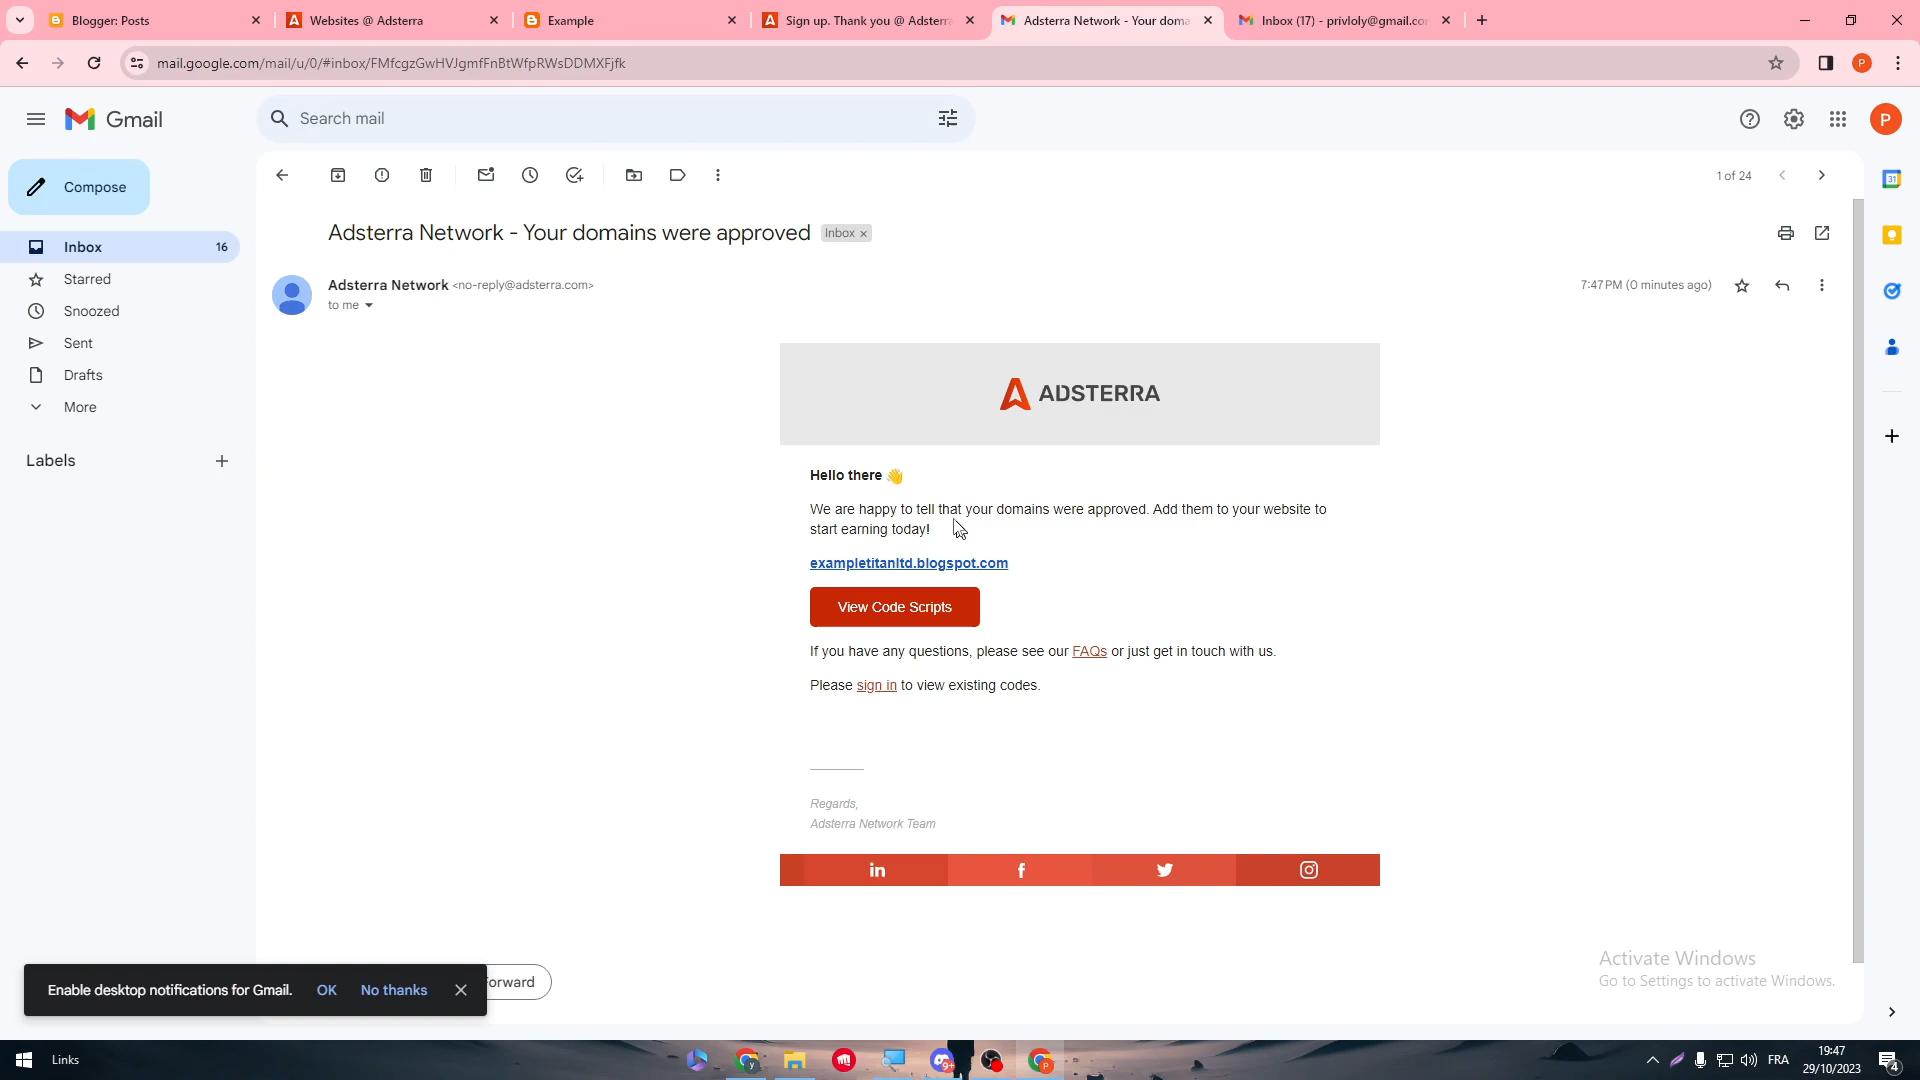 Blogger: Posts
Websites @ Adsterra
Example
Sign up. Thank you @ Adsterra
Adsterra Network - Your doma
Inbox (17) - privloly@gmail.co
mail.google.com/mail/u/0/#inbox/FMfcgzGwHVJgmfFnBtWfpRWsDDMXFjfk
P
Gmail
Search mail
P
Compose
1 of 24
31
Adsterra Network - Your domains were approved Inbox x
Inbox 16
Starred
Snoozed
Sent
Drafts
More
Labels
Adsterra Network <no-reply@adsterra.com>
7:47 PM (0 minutes ago)
to me
ADSTERRA
Hello there 👋
We are happy to tell that your domains were approved. Add them to your website to
start earning today!
exampletitanltd.blogspot.com
View Code Scripts
If you have any questions, please see our FAQs or just get in touch with us.
Please sign in to view existing codes.
Regards,
Adsterra Network Team
in f
Activate Windows
Go to Settings to activate Windows.
Enable desktop notifications for Gmail. OK No thanks
orward
Links
y
9+
P
FRA
19:47
29/10/2023
4